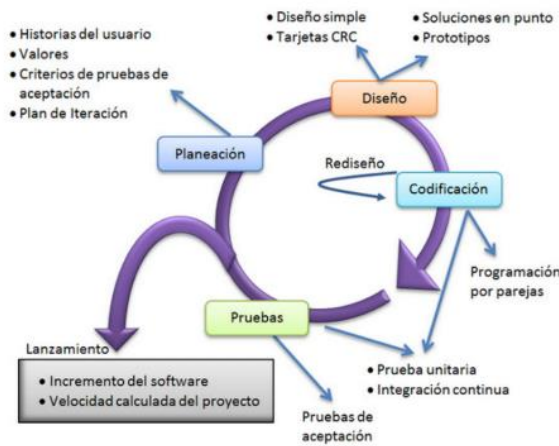 • Historias del usuario
• Valores
• Criterios de pruebas de
aceptación
• Plan de Iteración
• Diseño simple
• Tarjetas CRC
• Soluciones en punto
• Prototipos
Diseño
Planeación
Rediseño
Codificación
Programación
por parejas
Pruebas
• Prueba unitaria
• Integración continua
Pruebas de
aceptación
Lanzamiento
• Incremento del software
• Velocidad calculada del proyecto